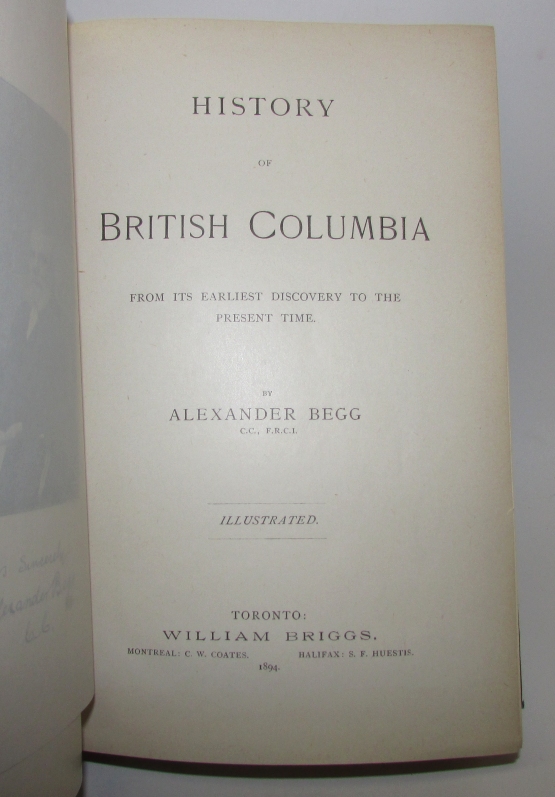 HISTORY
OF
BRITISH COLUMBIA
FROM ITS EARLIEST DISCOVERY TO THE
PRESENT TIME.
BY
ALEXANDER BEGG
C.C., F.R.C.I.
ILLUSTRATED.
TORONTO:
WILLIAM BRIGGS.
MONTREAL: C. W. COATES. HALIFAX: S. F. HUESTIS.
1894.